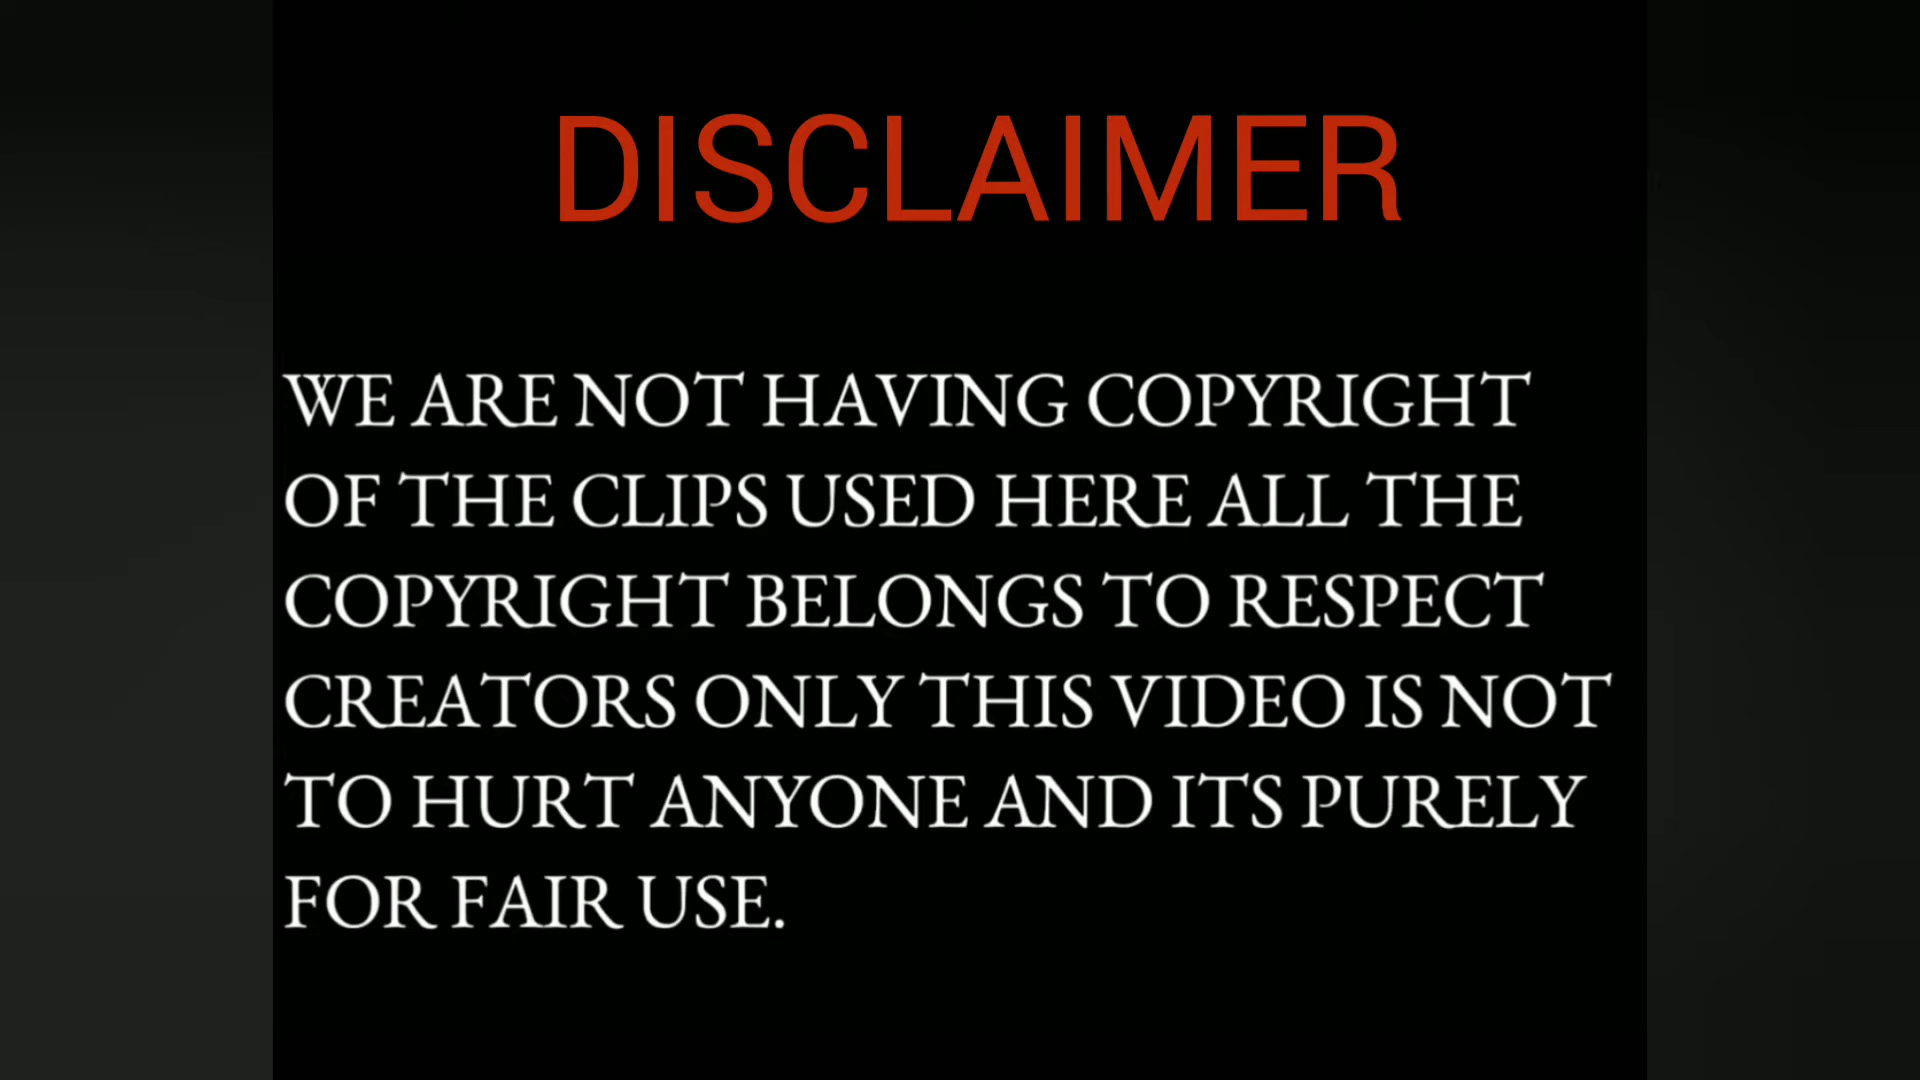 DISCLAIMER
WE ARE NOT HAVING COPYRIGHT
OF THE CLIPS USED HERE ALL THE
COPYRIGHT BELONGS TO RESPECT
CREATORS ONLY THIS VIDEO IS NOT
TO HURT ANYONE AND ITS PURELY
FOR FAIR USE.